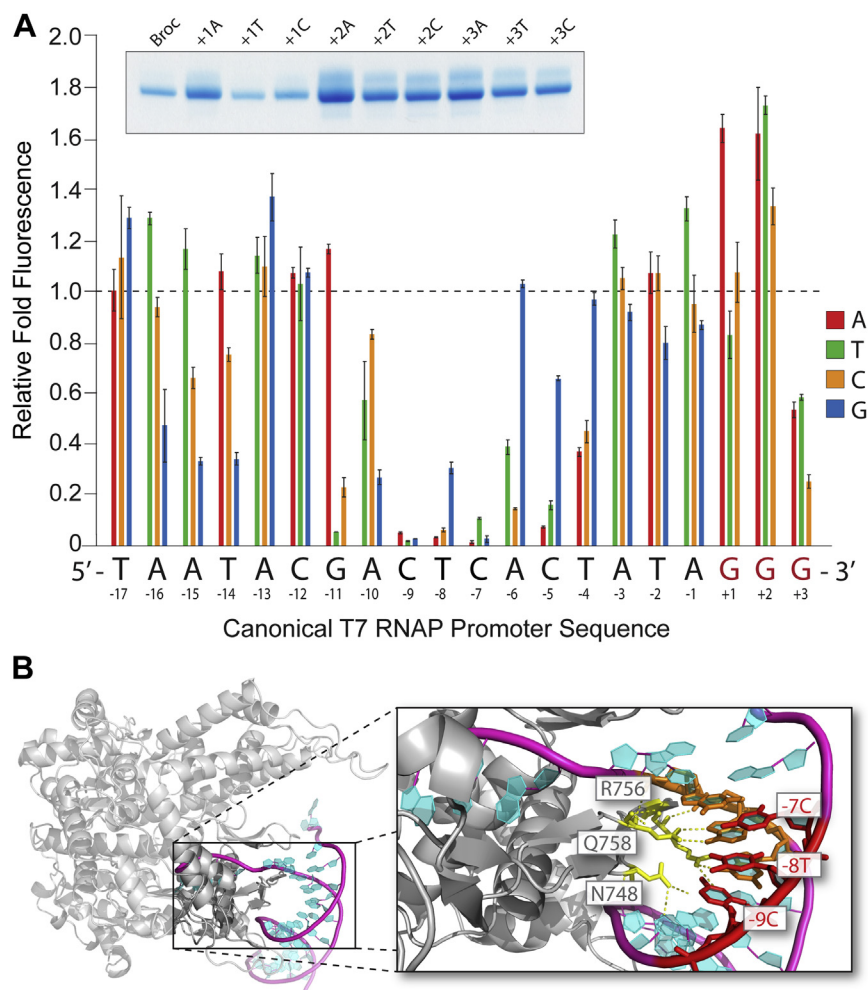 A
Broc +1A +1T +1C +2A +2T +2C +3A +3T +3C
2.0
1.8
1.6
1.4
1.2
1.0
0.8
0.6
0.4
0.2
0
Relative Fold Fluorescence
A
T
C
G
5′- T A A T A C G A C T C A C T A T A G G G - 3′
-17 -16 -15 -14 -13 -12 -11 -10 -9 -8 -7 -6 -5 -4 -3 -2 -1 +1 +2 +3
Canonical T7 RNAP Promoter Sequence
B
R756
-7C
Q758
-8T
N748
-9C